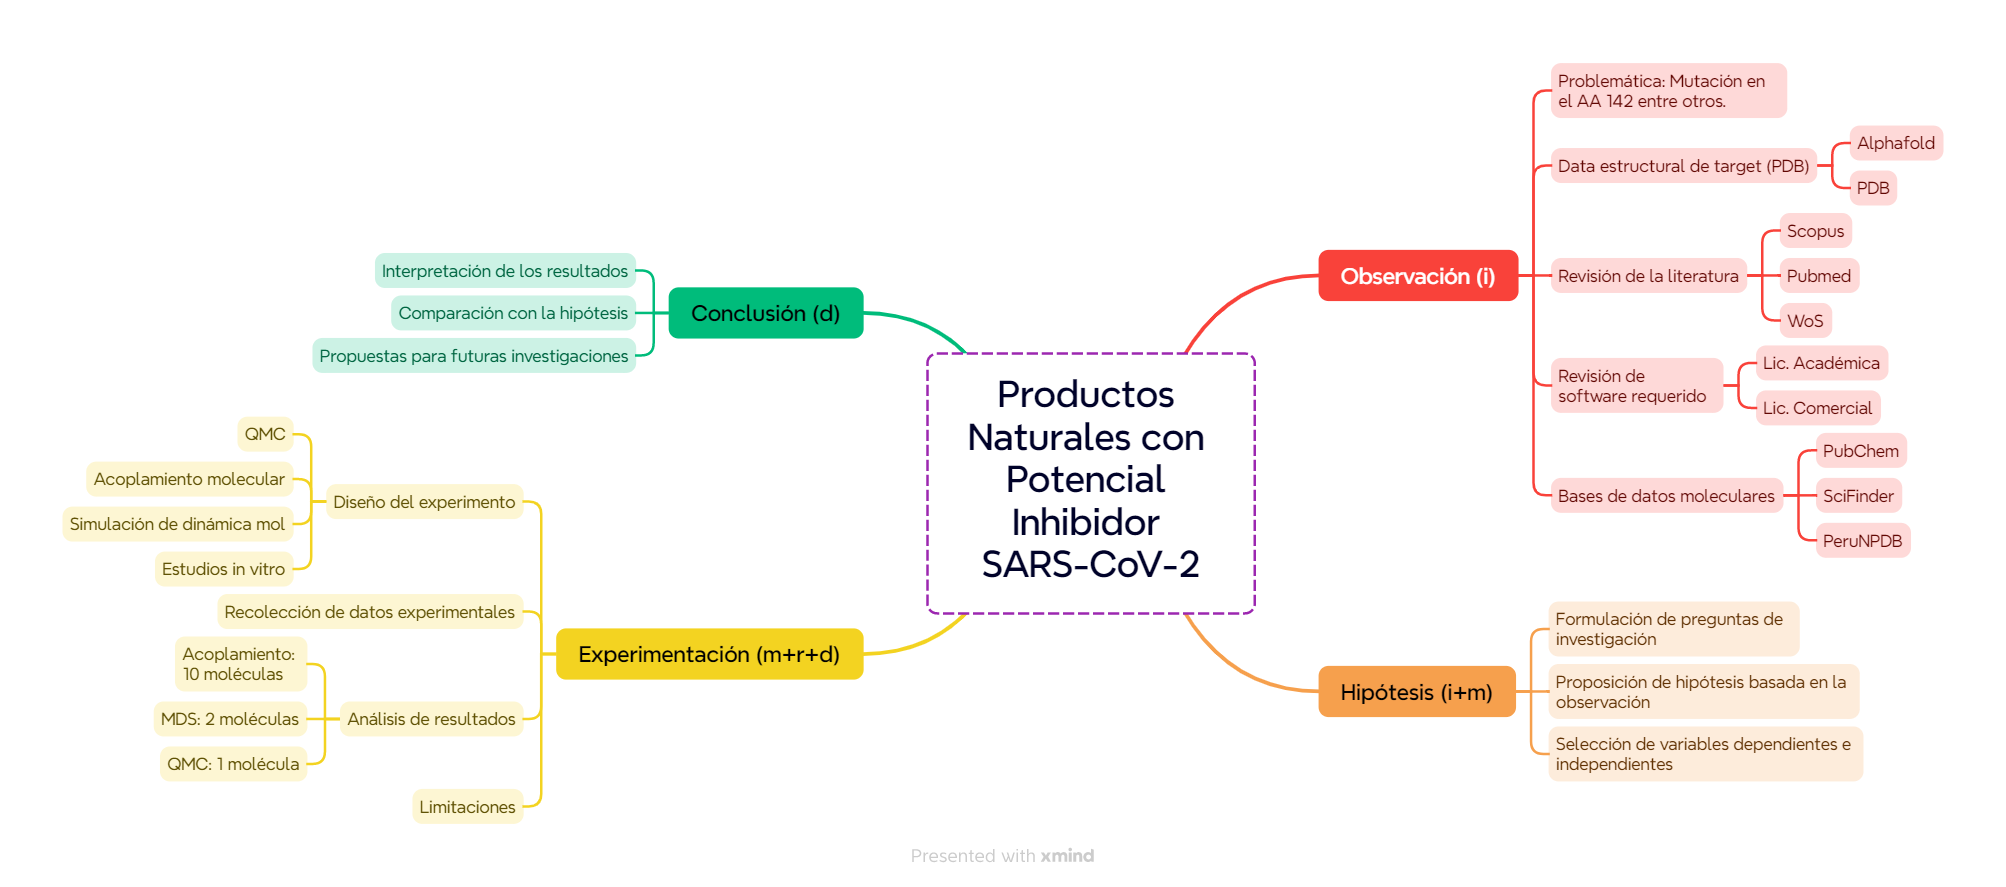 Productos
Naturales con
Potencial
Inhibidor
SARS-CoV-2
Observación (i)
Problemática: Mutación en
el AA 142 entre otros.
Data estructural de target (PDB)
Alphafold
PDB
Revisión de la literatura
Scopus
Pubmed
WoS
Revisión de
software requerido
Lic. Académica
Lic. Comercial
Bases de datos moleculares
PubChem
SciFinder
PeruNPDB
Hipótesis (i+m)
Formulación de preguntas de
investigación
Proposición de hipótesis basada en la
observación
Selección de variables dependientes e
independientes
Experimentación (m+r+d)
Diseño del experimento
QMC
Acoplamiento molecular
Simulación de dinámica mol
Estudios in vitro
Recolección de datos experimentales
Análisis de resultados
Acoplamiento:
10 moléculas
MDS: 2 moléculas
QMC: 1 molécula
Limitaciones
Conclusión (d)
Interpretación de los resultados
Comparación con la hipótesis
Propuestas para futuras investigaciones
Presented with xmind